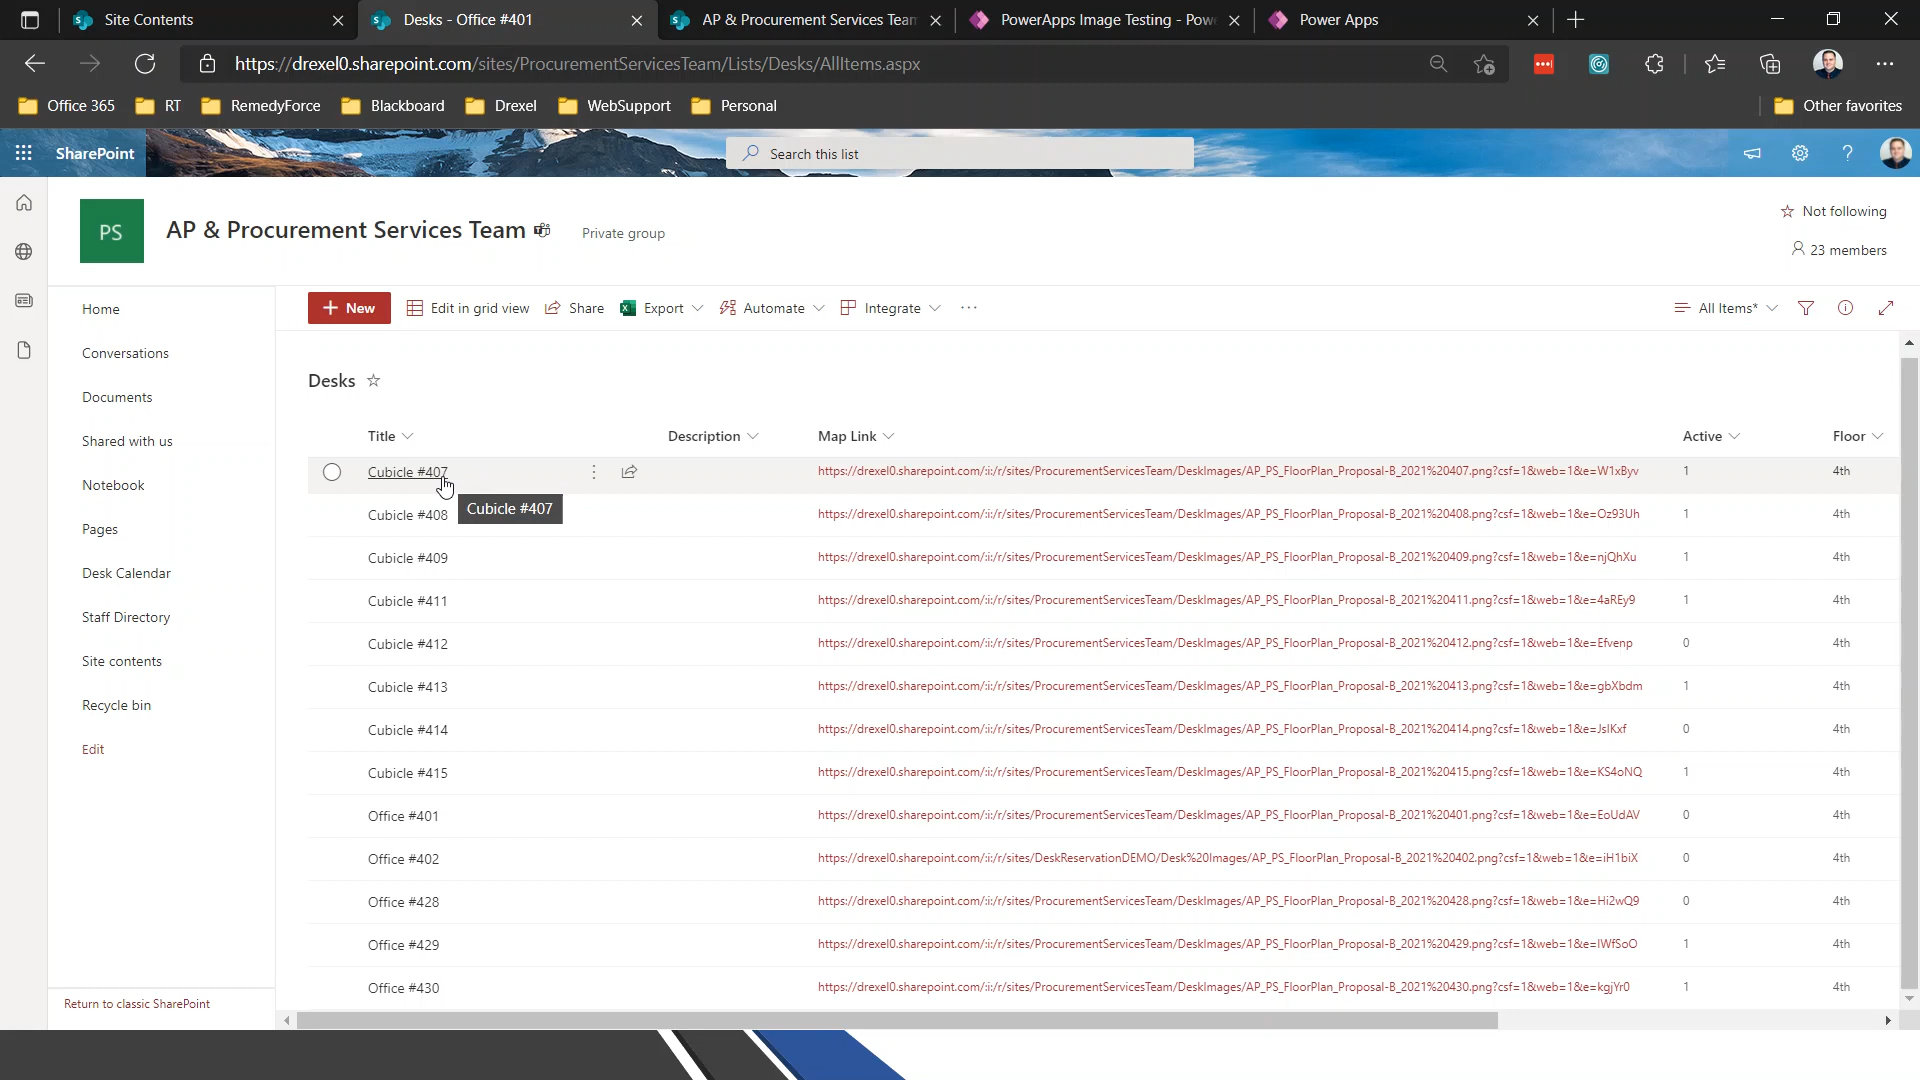 Site Contents
Desks - Office #401
AP & Procurement Services Team
PowerApps Image Testing - Powe
Power Apps
https://drexel0.sharepoint.com/sites/ProcurementServicesTeam/Lists/Desks/AllItems.aspx
Office 365
RT
RemedyForce
Blackboard
Drexel
WebSupport
Personal
Other favorites
SharePoint
Search this list
PS
AP & Procurement Services Team
Private group
Not following
23 members
Home
Conversations
Documents
Shared with us
Notebook
Pages
Desk Calendar
Staff Directory
Site contents
Recycle bin
Edit
Return to classic SharePoint
New
Edit in grid view
Share
Export
Automate
Integrate
All Items*
Desks
Title Description Map Link Active Floor
Cubicle #407 https://drexel0.sharepoint.com/:i:/r/sites/ProcurementServicesTeam/DeskImages/AP_PS_FloorPlan_Proposal-B_2021%20407.png?csf=1&web=1&e=W1xByv 1 4th
Cubicle #407
Cubicle #408 https://drexel0.sharepoint.com/:i:/r/sites/ProcurementServicesTeam/DeskImages/AP_PS_FloorPlan_Proposal-B_2021%20408.png?csf=1&web=1&e=Oz93Uh 1 4th
Cubicle #409 https://drexel0.sharepoint.com/:i:/r/sites/ProcurementServicesTeam/DeskImages/AP_PS_FloorPlan_Proposal-B_2021%20409.png?csf=1&web=1&e=njQhXu 1 4th
Cubicle #411 https://drexel0.sharepoint.com/:i:/r/sites/ProcurementServicesTeam/DeskImages/AP_PS_FloorPlan_Proposal-B_2021%20411.png?csf=1&web=1&e=4aREy9 1 4th
Cubicle #412 https://drexel0.sharepoint.com/:i:/r/sites/ProcurementServicesTeam/DeskImages/AP_PS_FloorPlan_Proposal-B_2021%20412.png?csf=1&web=1&e=Efvenp 0 4th
Cubicle #413 https://drexel0.sharepoint.com/:i:/r/sites/ProcurementServicesTeam/DeskImages/AP_PS_FloorPlan_Proposal-B_2021%20413.png?csf=1&web=1&e=gbXbdm 1 4th
Cubicle #414 https://drexel0.sharepoint.com/:i:/r/sites/ProcurementServicesTeam/DeskImages/AP_PS_FloorPlan_Proposal-B_2021%20414.png?csf=1&web=1&e=JsIKxf 0 4th
Cubicle #415 https://drexel0.sharepoint.com/:i:/r/sites/ProcurementServicesTeam/DeskImages/AP_PS_FloorPlan_Proposal-B_2021%20415.png?csf=1&web=1&e=KS4oNQ 1 4th
Office #401 https://drexel0.sharepoint.com/:i:/r/sites/ProcurementServicesTeam/DeskImages/AP_PS_FloorPlan_Proposal-B_2021%20401.png?csf=1&web=1&e=EoUdAV 0 4th
Office #402 https://drexel0.sharepoint.com/:i:/r/sites/DeskReservationDEMO/Desk%20Images/AP_PS_FloorPlan_Proposal-B_2021%20402.png?csf=1&web=1&e=iH1biX 0 4th
Office #428 https://drexel0.sharepoint.com/:i:/r/sites/ProcurementServicesTeam/DeskImages/AP_PS_FloorPlan_Proposal-B_2021%20428.png?csf=1&web=1&e=Hi2wQ9 0 4th
Office #429 https://drexel0.sharepoint.com/:i:/r/sites/ProcurementServicesTeam/DeskImages/AP_PS_FloorPlan_Proposal-B_2021%20429.png?csf=1&web=1&e=IWfSoO 1 4th
Office #430 https://drexel0.sharepoint.com/:i:/r/sites/ProcurementServicesTeam/DeskImages/AP_PS_FloorPlan_Proposal-B_2021%20430.png?csf=1&web=1&e=kgjYr0 1 4th